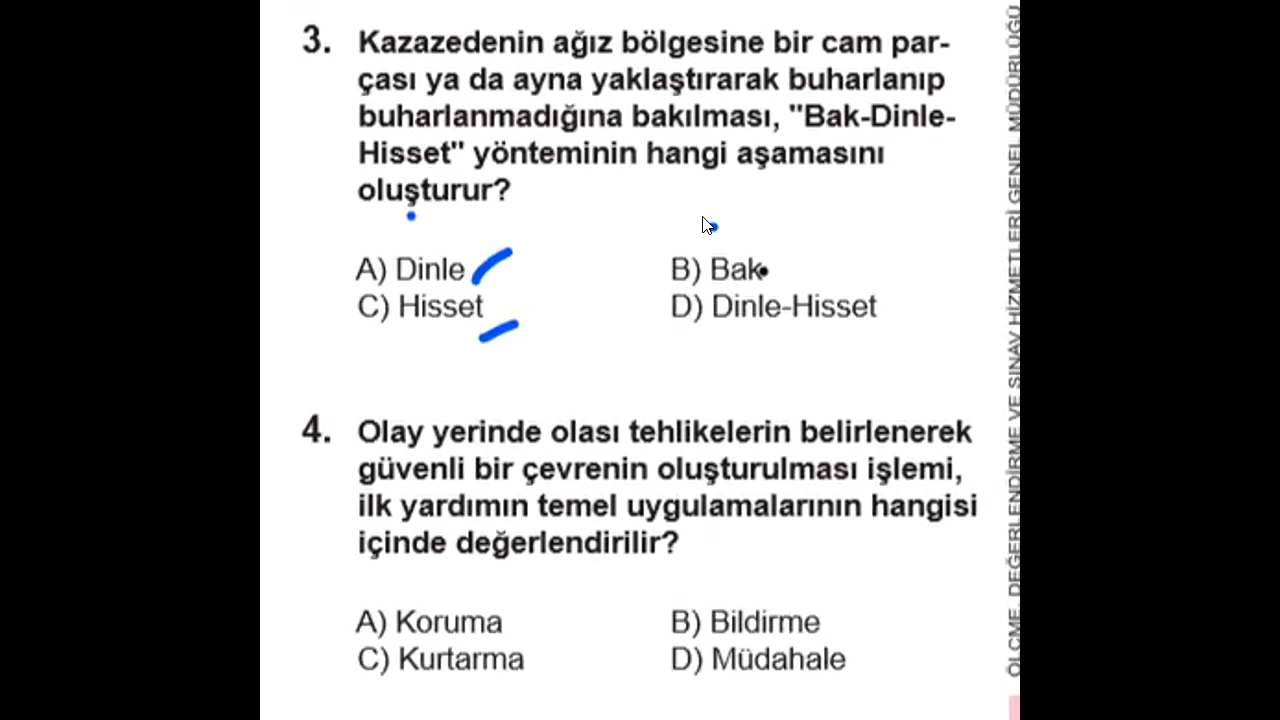 3. Kazazedenin ağız bölgesine bir cam par-
çası ya da ayna yaklaştırarak buharlanıp
buharlanmadığına bakılması, "Bak-Dinle-
Hisset" yönteminin hangi aşamasını
oluşturur?
A) Dinle B) Bak
C) Hisset D) Dinle-Hisset
4. Olay yerinde olası tehlikelerin belirlenerek
güvenli bir çevrenin oluşturulması işlemi,
ilk yardımın temel uygulamalarının hangisi
içinde değerlendirilir?
A) Koruma B) Bildirme
C) Kurtarma D) Müdahale
ÖLÇME, DEĞERLENDİRME VE SINAV HİZMETLERİ GENEL MÜDÜRLÜĞÜ